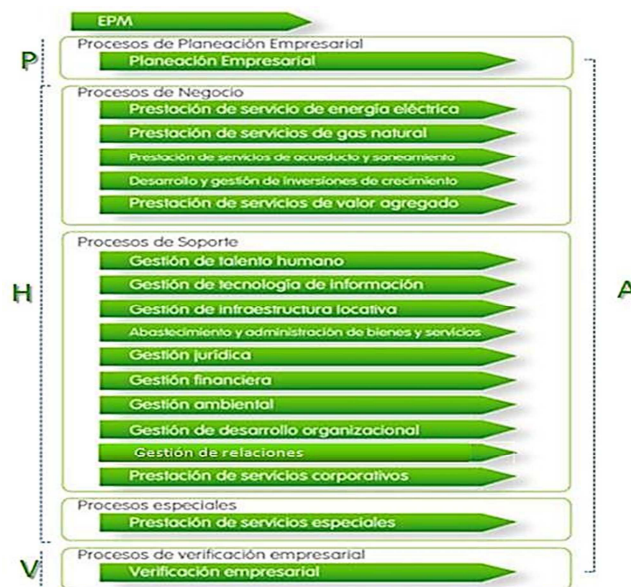 EPM
P
Procesos de Planeación Empresarial
Planeación Empresarial
Procesos de Negocio
Prestación de servicio de energía eléctrica
Prestación de servicios de gas natural
Prestación de servicios de acueducto y saneamiento
Desarrollo y gestión de inversiones de crecimiento
Prestación de servicios de valor agregado
H
Procesos de Soporte
Gestión de talento humano
Gestión de tecnología de información
Gestión de infraestructura locativa
Abastecimiento y administración de bienes y servicios
Gestión jurídica
Gestión financiera
Gestión ambiental
Gestión de desarrollo organizacional
Gestión de relaciones
Prestación de servicios corporativos
A
Procesos especiales
Prestación de servicios especiales
V
Procesos de verificación empresarial
Verificación empresarial